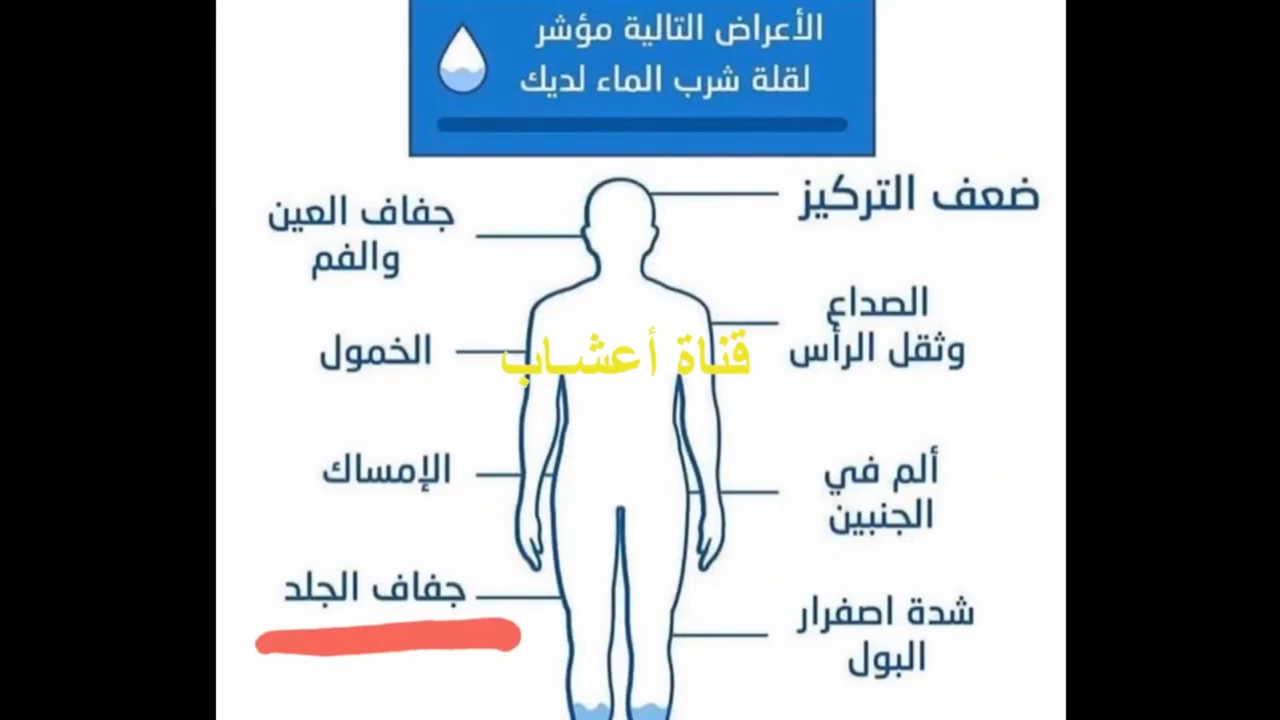 الأعراض التالية مؤشر
لقلة شرب الماء لديك
ضعف التركيز
جفاف العين
والفم
الصداع
وثقل الرأس
الخمول
قناة أعشاب
ألم في
الجنبين
الإمساك
شدة اصفرار
البول
جفاف الجلد